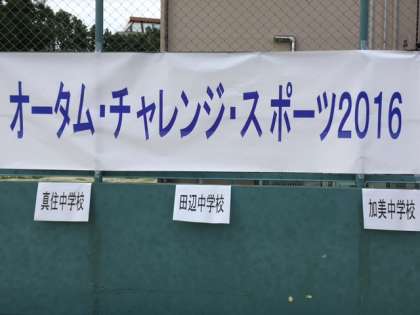 オータム・チャレンジ・スポーツ2016
真住中学校
田辺中学校
加美中学校